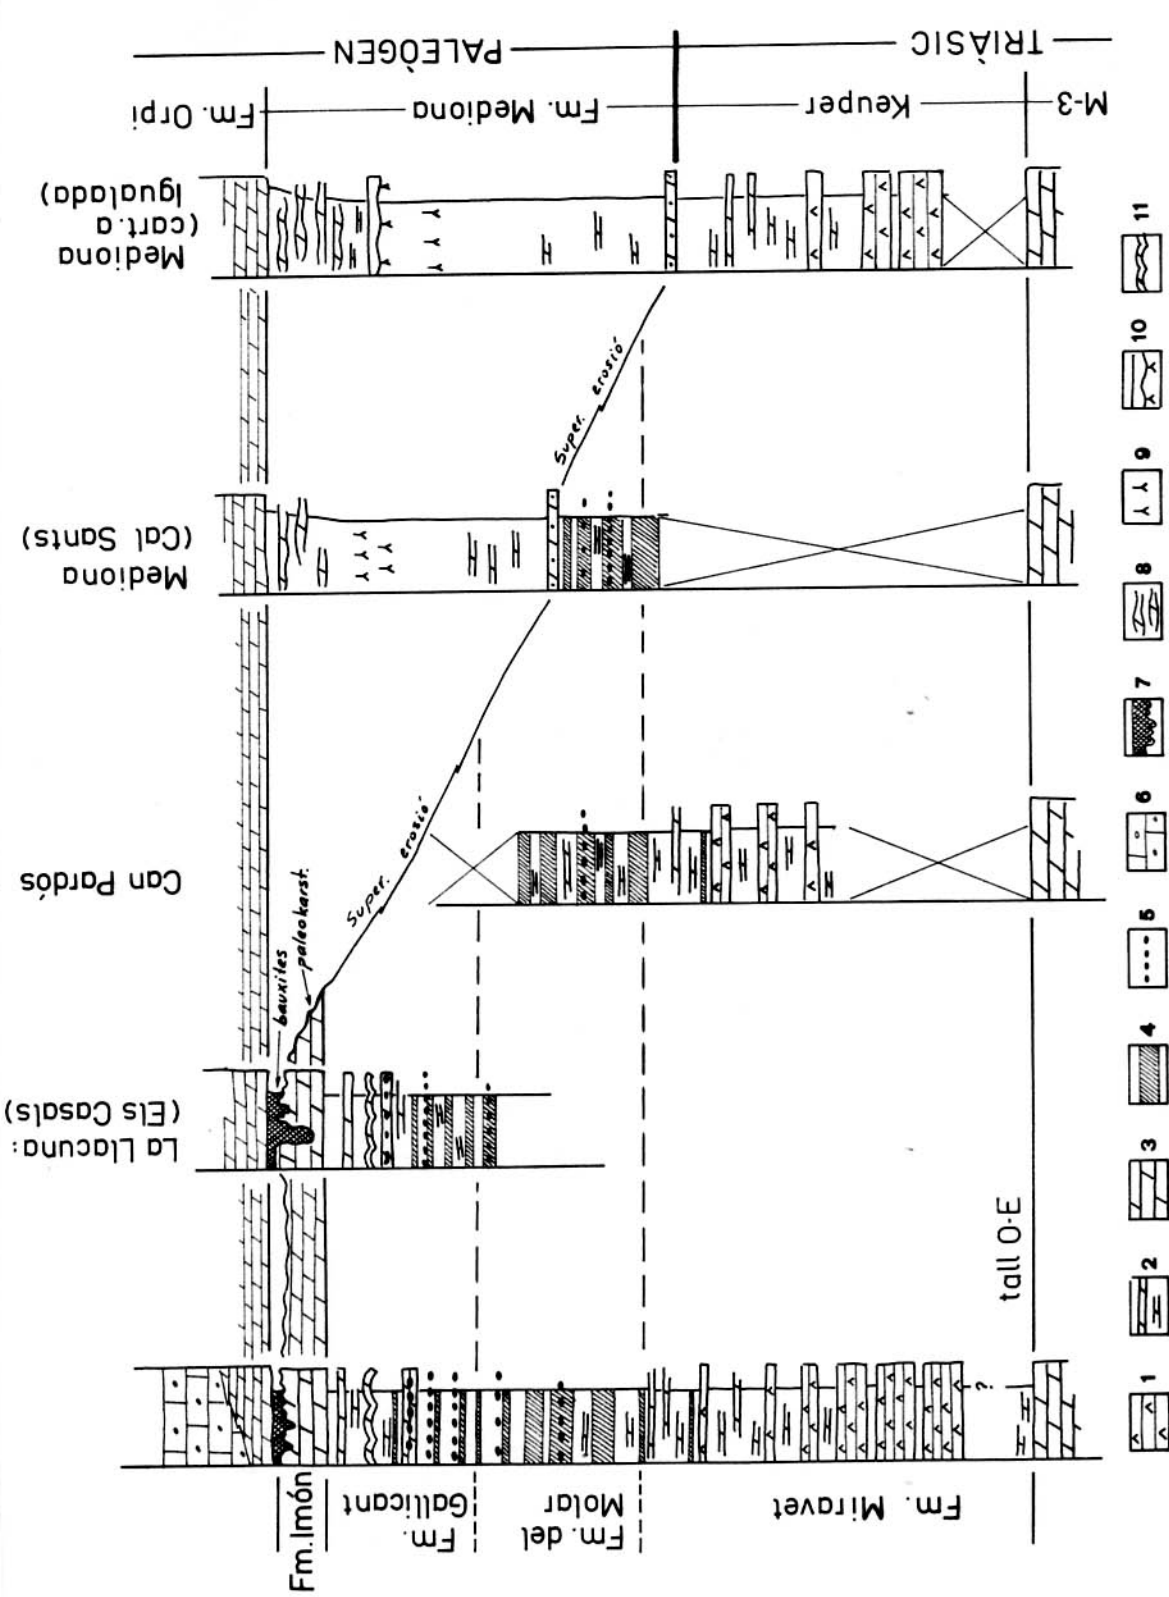 PALEÒGEN
TRIÀSIC
Fm. Orpi
Fm. Mediona
Keuper
M-3
Mediona
(cart.a
Igualada)
Super. erosió
Mediona
(Cal Sants)
Can Pardós
Super. erosió
bauxites
paleokarst.
La Llacuna:
(Els Casals)
tall O-E
?
Fm. Imón
Fm.
Gallicant
Fm. del
Molar
Fm. Miravet
1
2
3
4
5
6
7
8
9
10
11